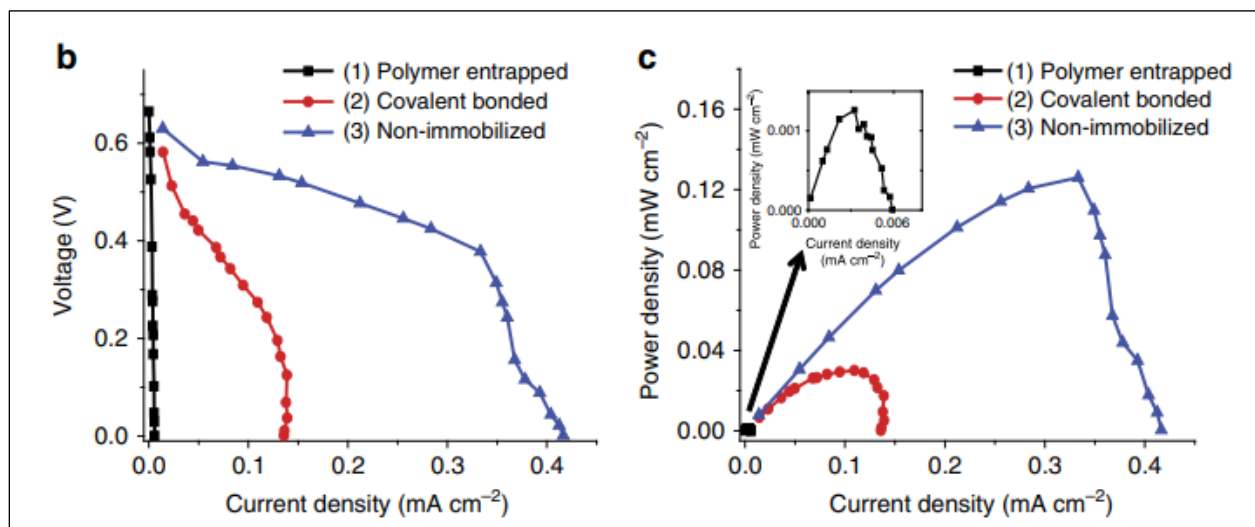 b
(1) Polymer entrapped
(2) Covalent bonded
(3) Non-immobilized
Voltage (V)
0.6
0.4
0.2
0.0
0.0 0.1 0.2 0.3 0.4
Current density (mA cm⁻²)
c
(1) Polymer entrapped
(2) Covalent bonded
(3) Non-immobilized
Power density (mW cm⁻²)
0.16
0.12
0.08
0.04
0.00
0.0 0.1 0.2 0.3 0.4
Current density (mA cm⁻²)
Power density (mW cm⁻²)
0.001
0.000
0.000 0.006
Current density
(mA cm⁻²)